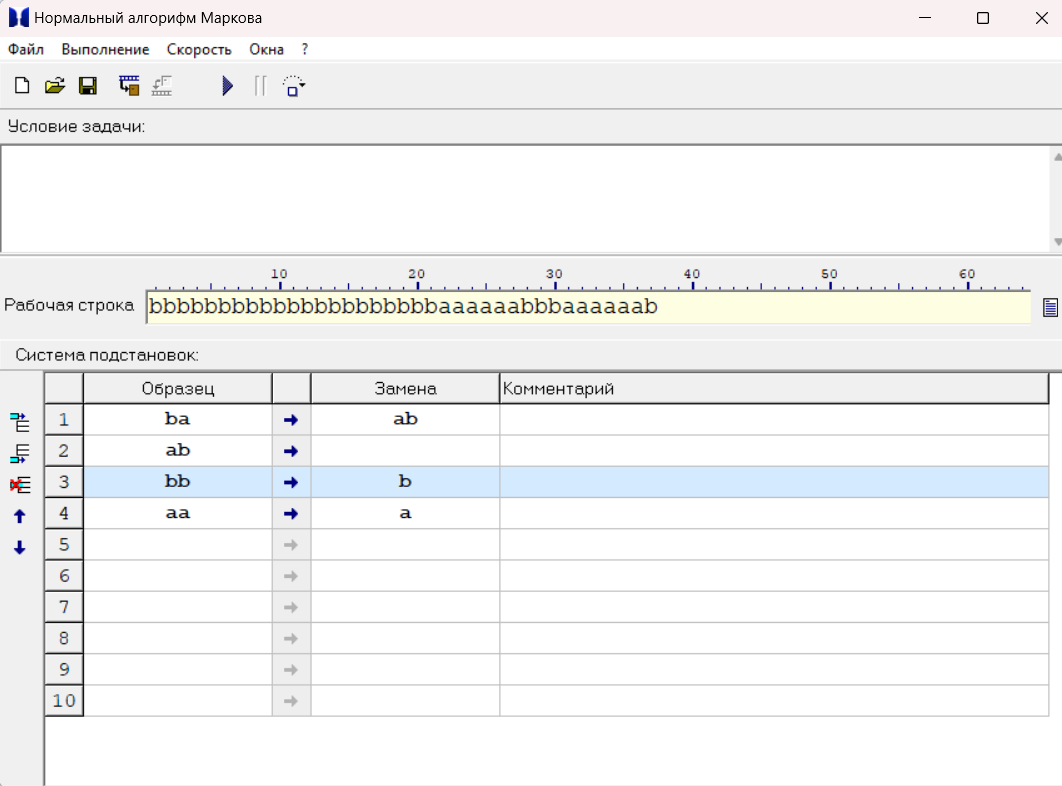 Нормальный алгорифм Маркова
Файл Выполнение Скорость Окна ?
Условие задачи:
10 20 30 40 50 60
Рабочая строка bbbbbbbbbbbbbbbbbbbbbaaaaaabbbaaaaaab
Система подстановок:
Образец Замена Комментарий
1 ba → ab
2 ab →
3 bb → b
4 aa → a
5 →
6 →
7 →
8 →
9 →
10 →